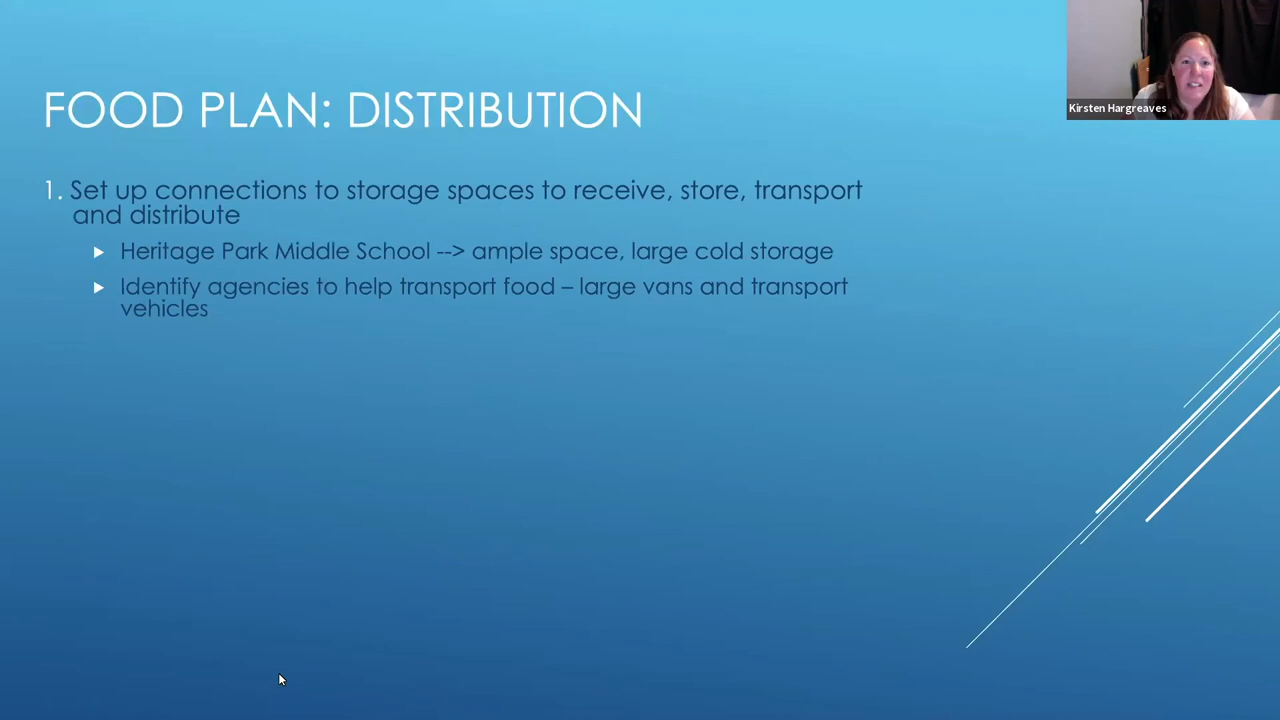 FOOD PLAN: DISTRIBUTION
Kirsten Hargreaves
1. Set up connections to storage spaces to receive, store, transport
and distribute
Heritage Park Middle School --> ample space, large cold storage
Identify agencies to help transport food – large vans and transport
vehicles